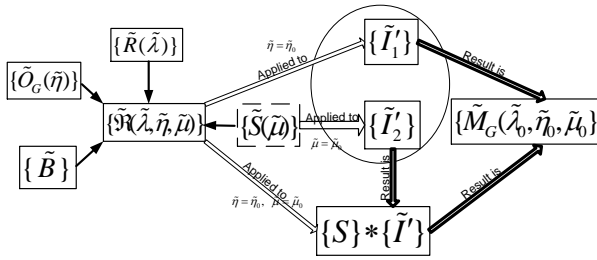 {R̃(λ̃)}
{Õ_G(η̃)}
{B̃}
{ℜ̃(λ̃,η̃,μ̃)}
{S̃(μ̃)}
η̃ = η̃₀
Applied to
Applied to
μ̃ = μ̃₀
Applied to
η̃ = η̃₀, μ̃ = μ̃₀
{Ĩ′₁}
{Ĩ′₂}
Result is
Result is
Result is
{S}*{Ĩ′}
{M̃_G(λ̃₀,η̃₀,μ̃₀)}